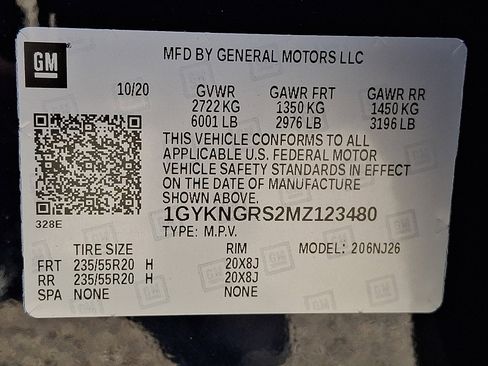 GM
MFD BY GENERAL MOTORS LLC
10/20 GVWR GAWR FRT GAWR RR
2722 KG 1350 KG 1450 KG
6001 LB 2976 LB 3196 LB
THIS VEHICLE CONFORMS TO ALL
APPLICABLE U.S. FEDERAL MOTOR
VEHICLE SAFETY STANDARDS IN EFFECT
ON THE DATE OF MANUFACTURE
SHOWN ABOVE.
328E
1GYKNGRS2MZ123480
TYPE: M.P.V.
TIRE SIZE RIM MODEL: 206NJ26
FRT 235/55R20 H 20X8J
RR 235/55R20 H 20X8J
SPA NONE NONE